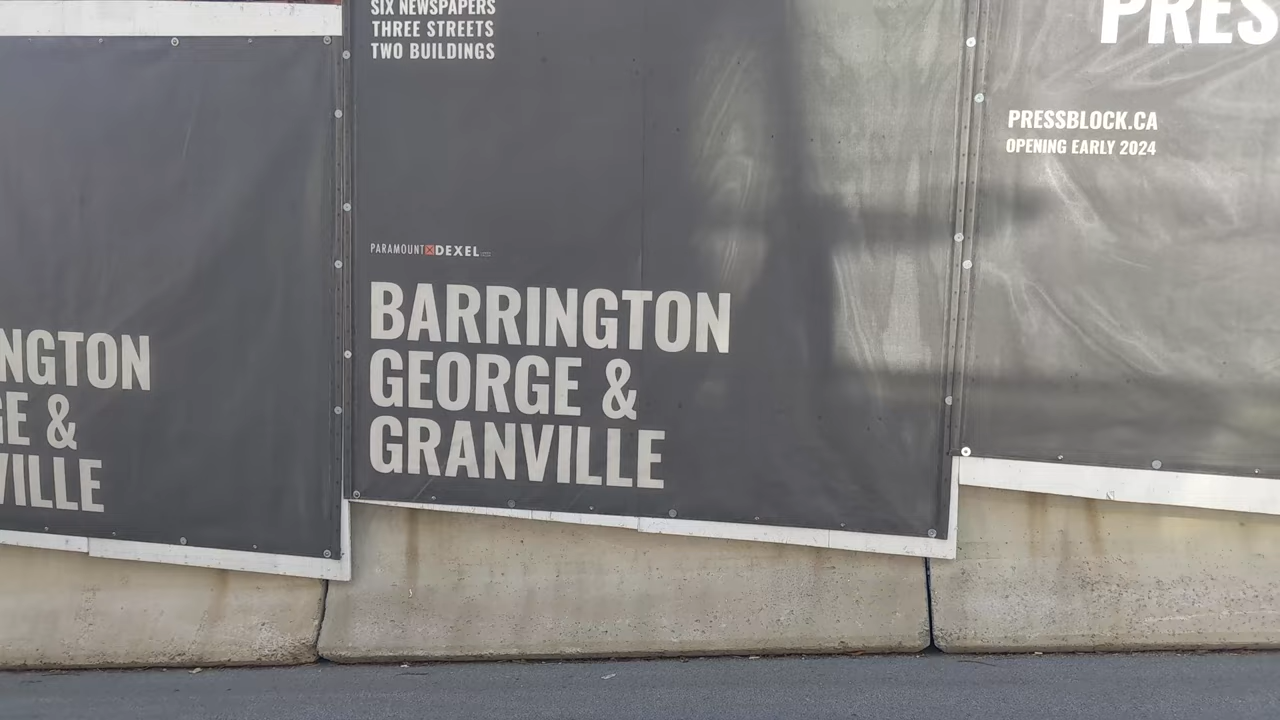 NGTON
GE &
VILLE
SIX NEWSPAPERS
THREE STREETS
TWO BUILDINGS
PARAMOUNT DEXEL
BARRINGTON
GEORGE &
GRANVILLE
PRES
PRESSBLOCK.CA
OPENING EARLY 2024